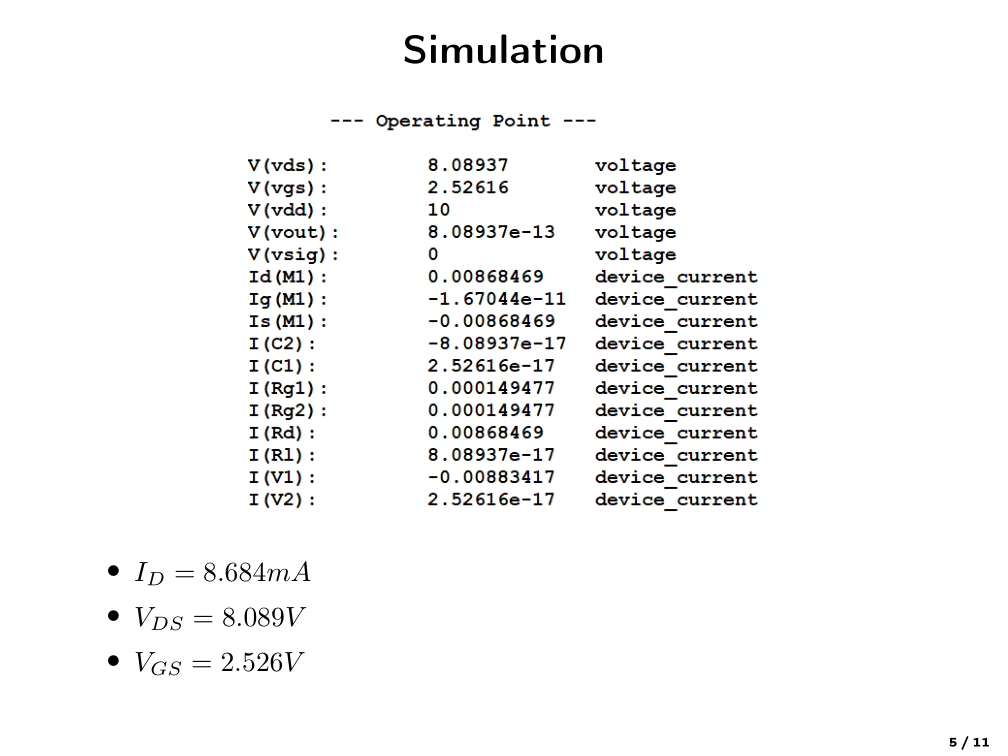 Simulation
--- Operating Point ---
V(vds): 8.08937 voltage
V(vgs): 2.52616 voltage
V(vdd): 10 voltage
V(vout): 8.08937e-13 voltage
V(vsig): 0 voltage
Id(M1): 0.00868469 device_current
Ig(M1): -1.67044e-11 device_current
Is(M1): -0.00868469 device_current
I(C2): -8.08937e-17 device_current
I(C1): 2.52616e-17 device_current
I(Rg1): 0.000149477 device_current
I(Rg2): 0.000149477 device_current
I(Rd): 0.00868469 device_current
I(Rl): 8.08937e-17 device_current
I(V1): -0.00883417 device_current
I(V2): 2.52616e-17 device_current
• I_D = 8.684mA
• V_DS = 8.089V
• V_GS = 2.526V
5 / 11